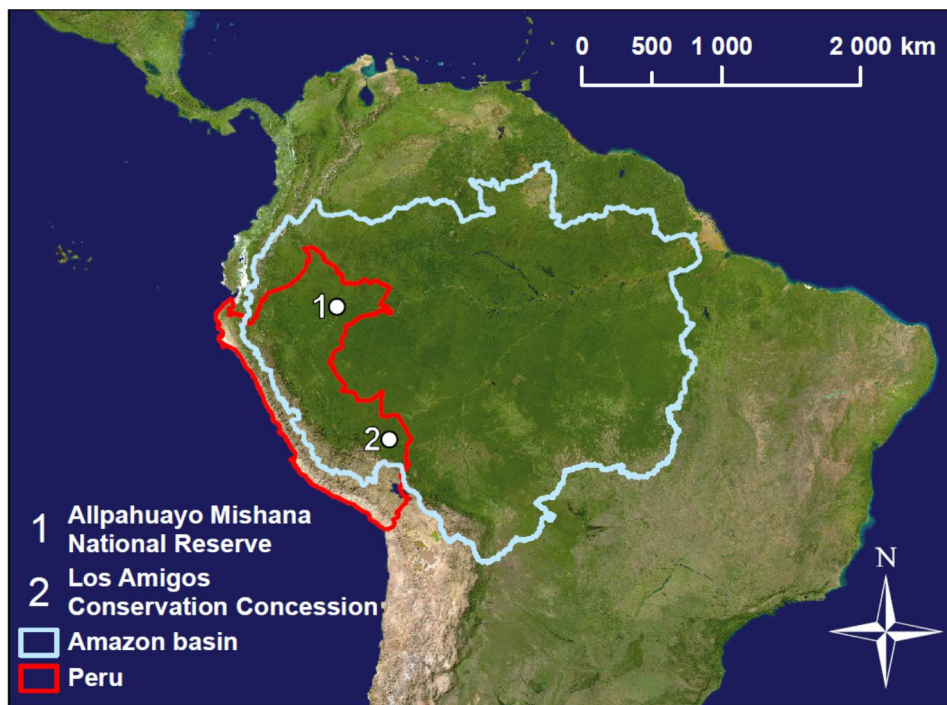 0 500 1 000 2 000 km
1
2
1 Allpahuayo Mishana
National Reserve
2 Los Amigos
Conservation Concession
Amazon basin
Peru
N